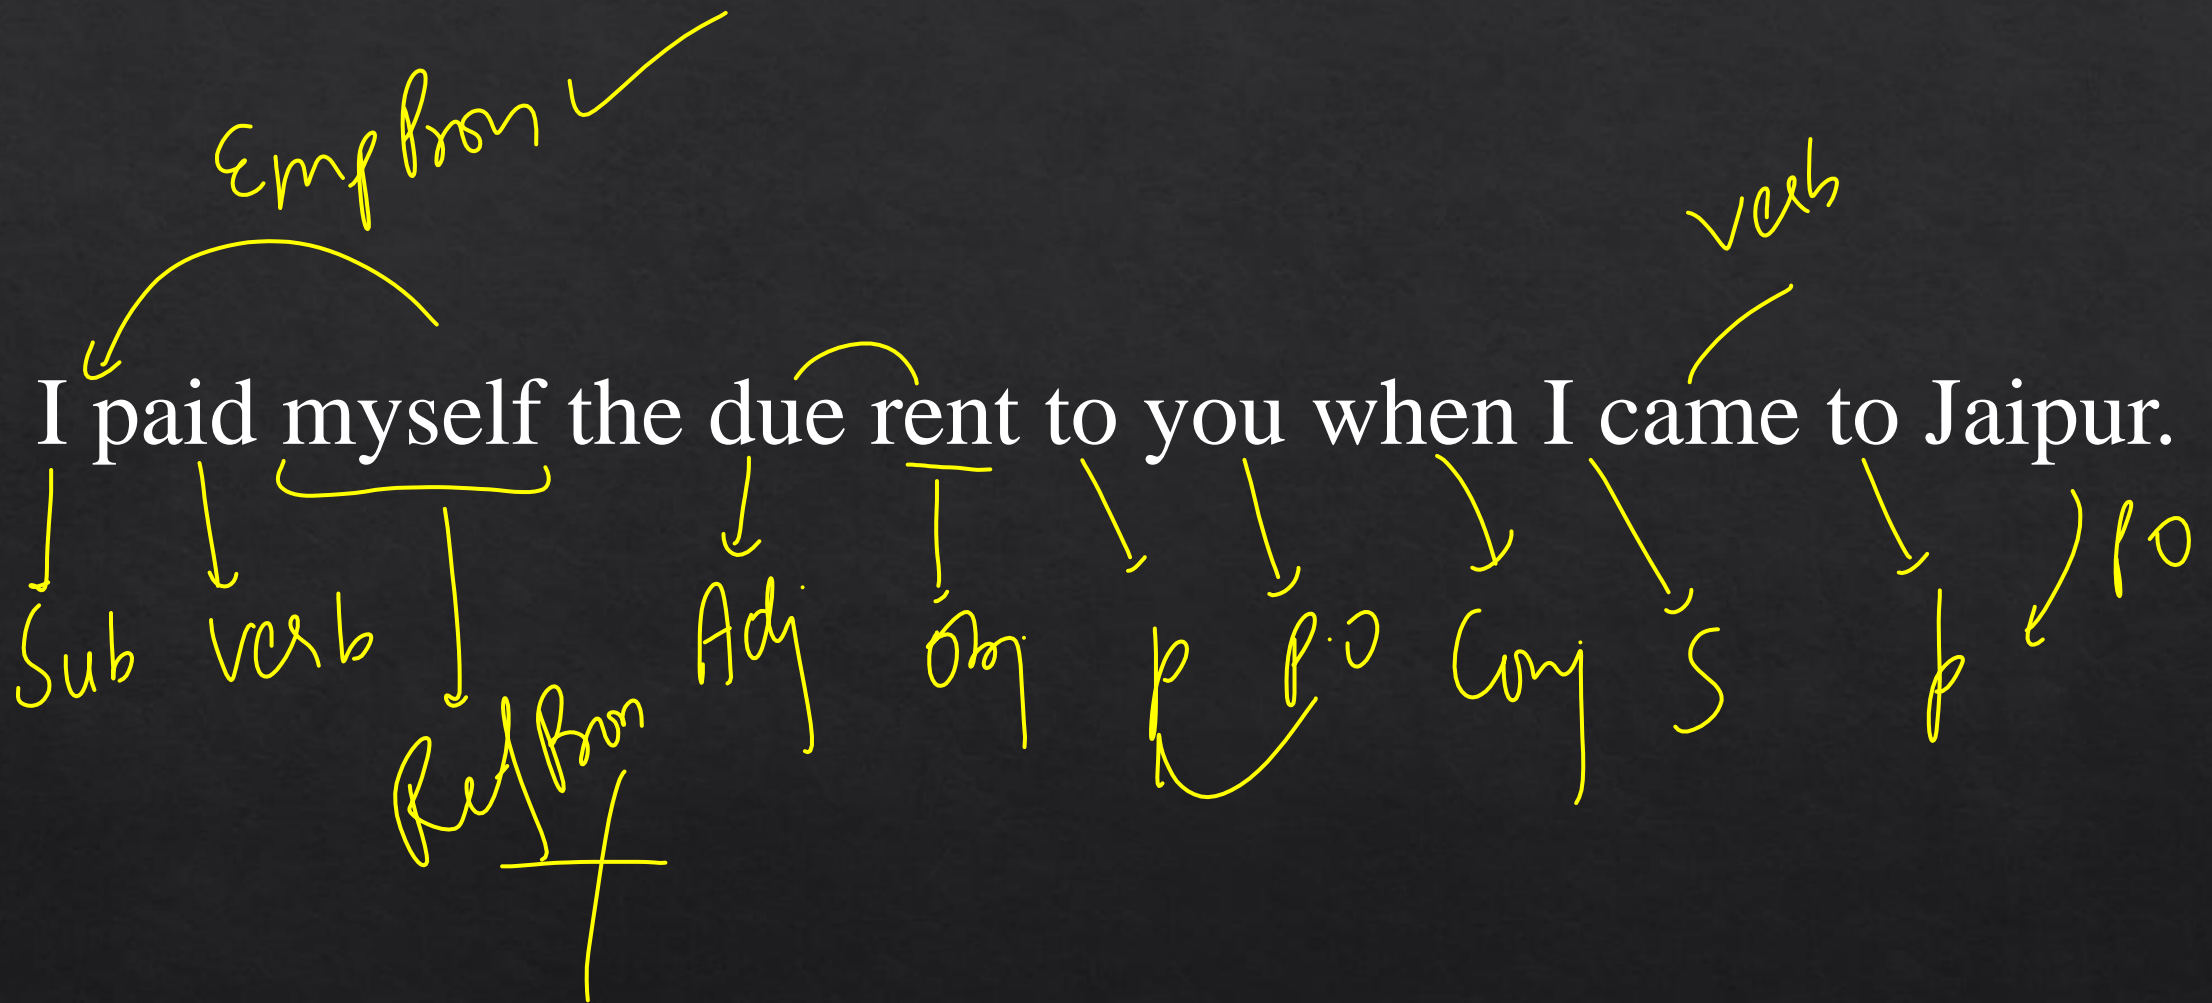 Emp Pron
verb
I paid myself the due rent to you when I came to Jaipur.
Sub verb Adj Obj p P.O Conj S p PO
Ref Pron